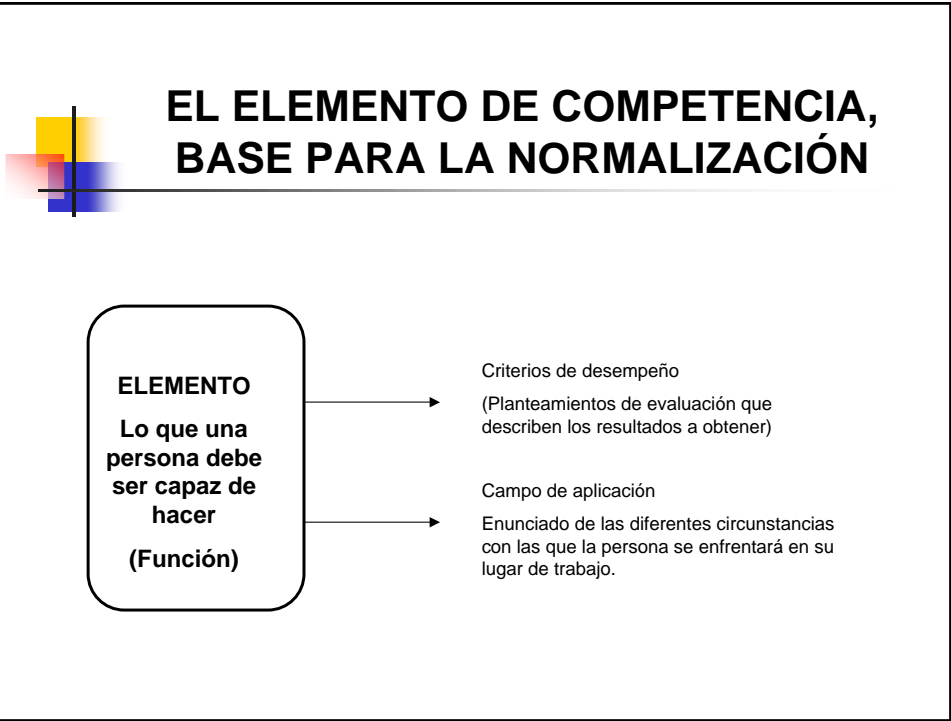 EL ELEMENTO DE COMPETENCIA,
BASE PARA LA NORMALIZACIÓN
ELEMENTO
Lo que una
persona debe
ser capaz de
hacer
(Función)
Criterios de desempeño
(Planteamientos de evaluación que
describen los resultados a obtener)
Campo de aplicación
Enunciado de las diferentes circunstancias
con las que la persona se enfrentará en su
lugar de trabajo.